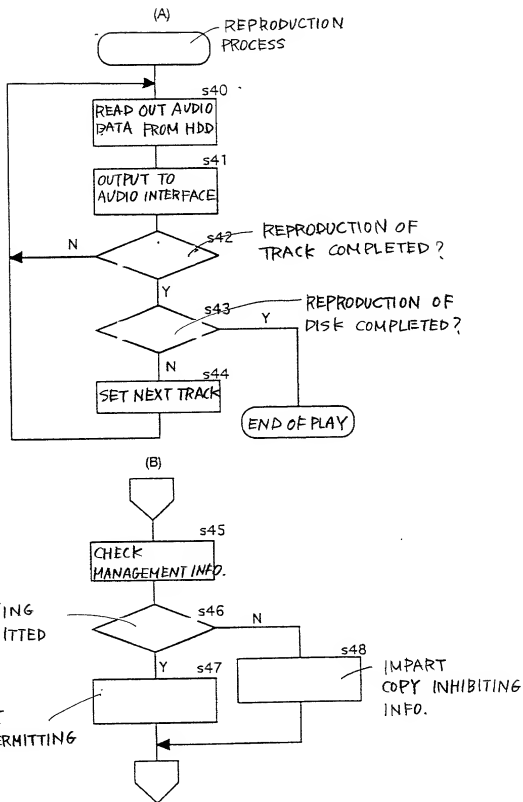 (A)
REPRODUCTION
PROCESS
s40
READ OUT AUDIO
DATA FROM HDD
s41
OUTPUT TO
AUDIO INTERFACE
s42
N
REPRODUCTION OF
TRACK COMPLETED?
Y
s43
REPRODUCTION OF
DISK COMPLETED?
Y
N
s44
SET NEXT TRACK
END OF PLAY
(B)
s45
CHECK
MANAGEMENT INFO.
s46
N
ING
ITTED
Y
s47
s48
IMPART
COPY INHIBITING
INFO.
T
ERMITTING